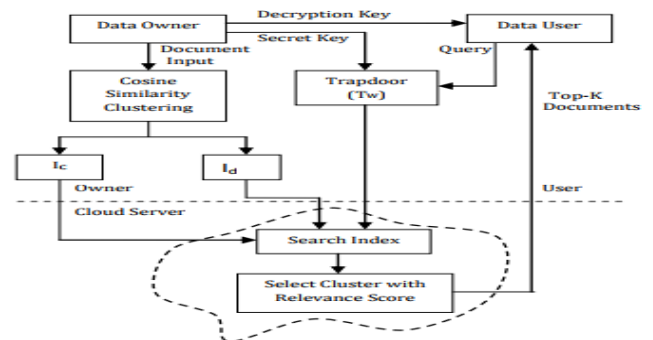 Decryption Key
Data Owner
Data User
Secret Key
Document
Input
Query
Cosine
Similarity
Clustering
Trapdoor
(Tw)
Top-K
Documents
Ic
Id
Owner
User
Cloud Server
Search Index
Select Cluster with
Relevance Score